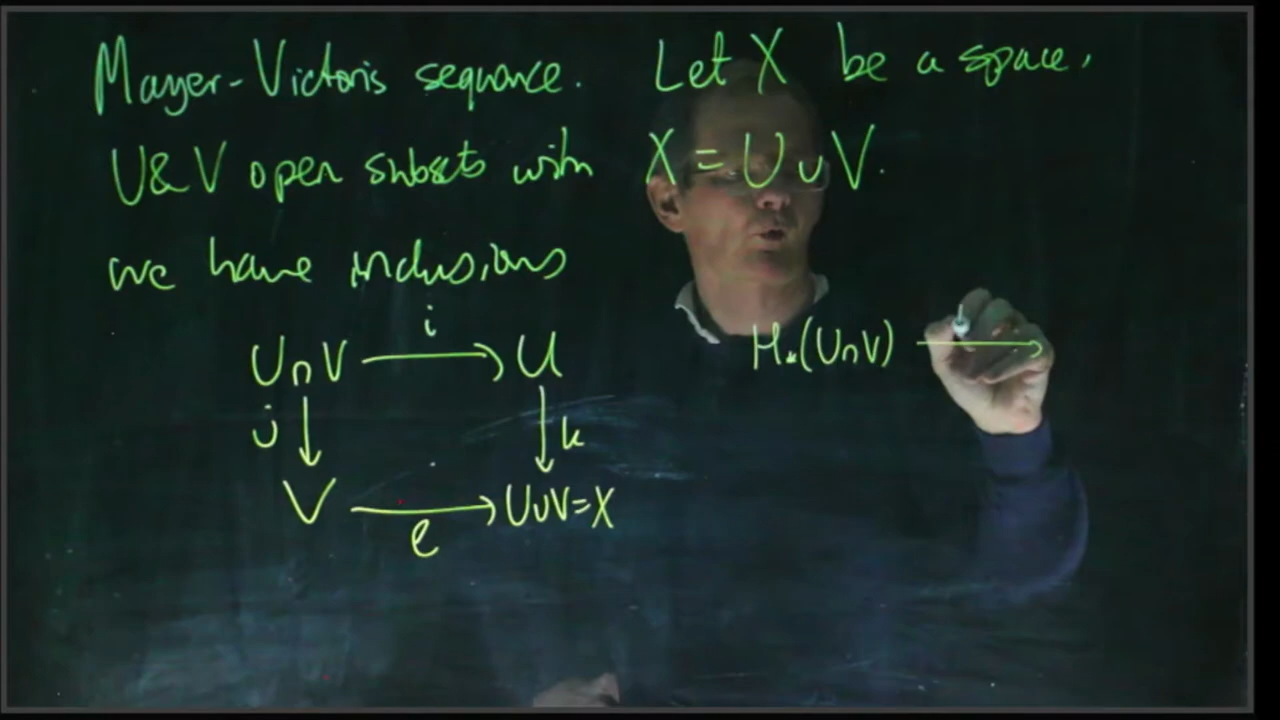 Mayer-Victoris sequence. Let X be a space,
U&V open subsets with X = U ∪ V.
we have inclusions
U∩V ⟶ U
i
j
k
V ⟶ U∪V=X
e
H⁎(U∩V) ⟶